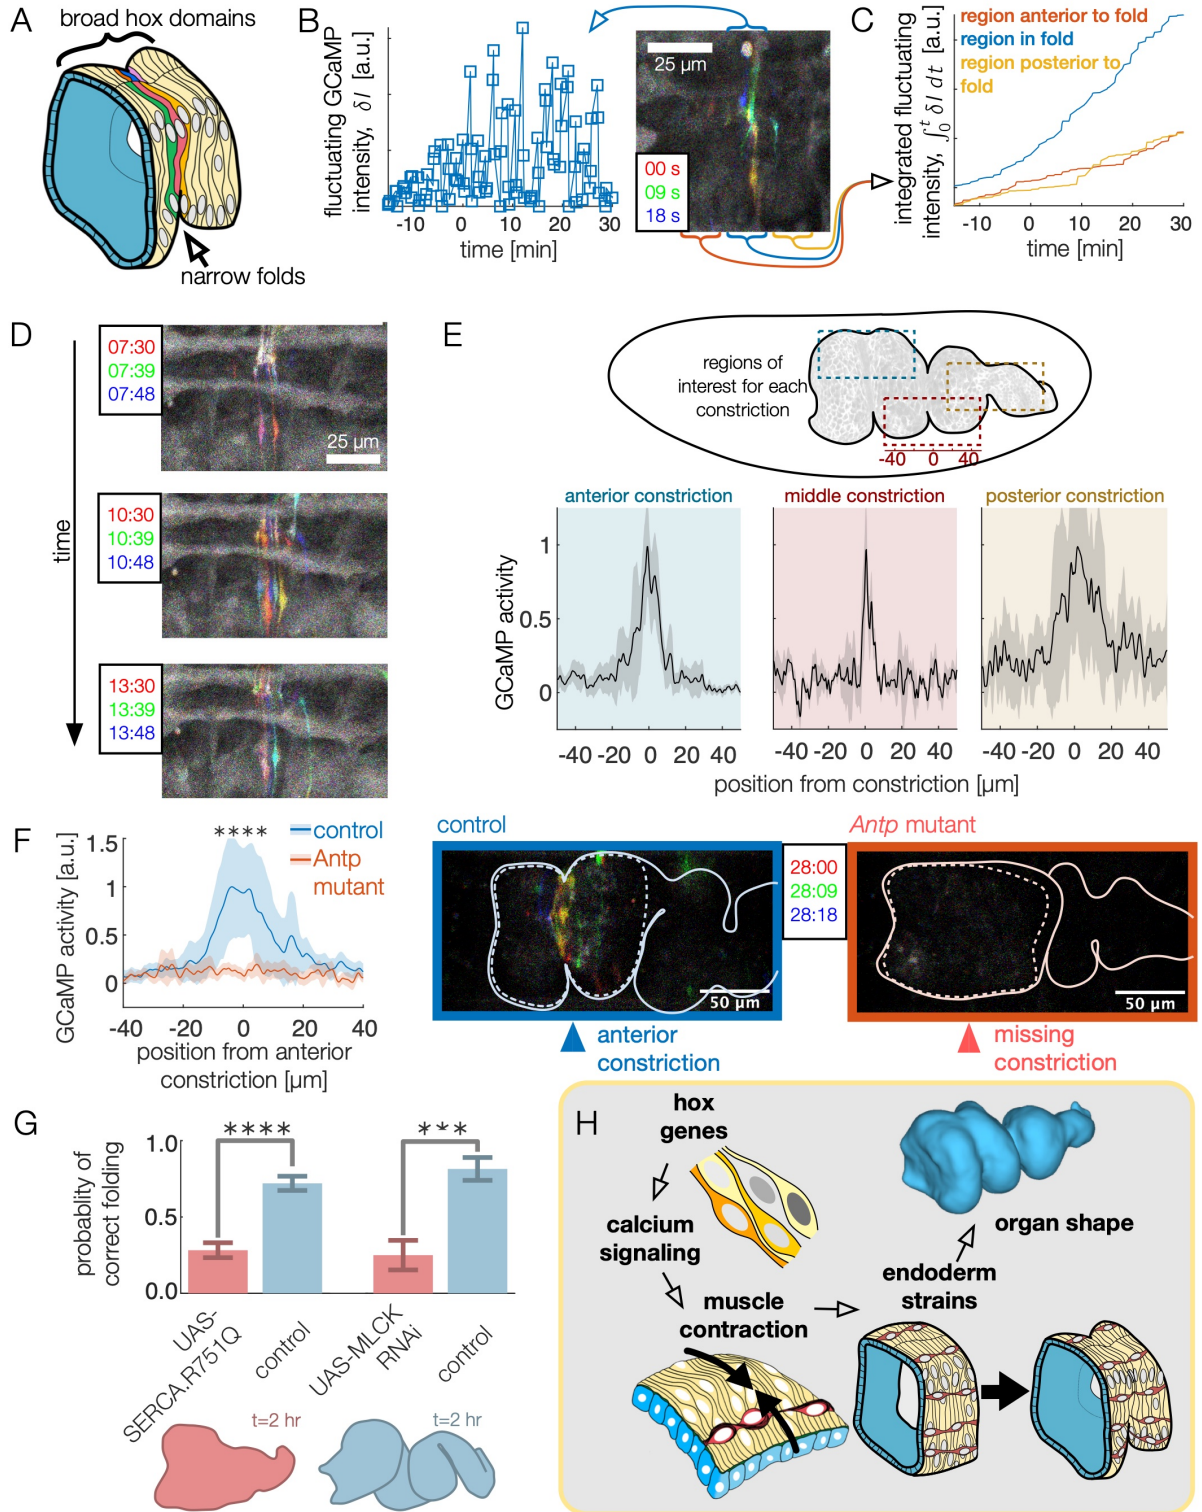 A
broad hox domains
narrow folds
B
fluctuating GCaMP
intensity, δI [a.u.]
-10 0 10 20 30
time [min]
25 µm
00 s
09 s
18 s
C
region anterior to fold
region in fold
region posterior to
fold
integrated fluctuating
intensity, ∫₀ᵗ δI dt [a.u.]
-10 0 10 20 30
time [min]
D
time
07:30
07:39
07:48
25 µm
10:30
10:39
10:48
13:30
13:39
13:48
E
regions of
interest for each
constriction
-40 0 40
anterior constriction
middle constriction
posterior constriction
GCaMP activity
1
0.5
0
-40 -20 0 20 40
-40 -20 0 20 40
-40 -20 0 20 40
position from constriction [µm]
F
GCaMP activity [a.u.]
1.5
1
0.5
0
****
control
Antp
mutant
-40 -20 0 20 40
position from anterior
constriction [µm]
control
50 µm
anterior
constriction
28:00
28:09
28:18
Antp mutant
50 µm
missing
constriction
G
probablity of
correct folding
1.0
0.5
0.0
****
***
UAS-
SERCA.R751Q
control
UAS-MLCK
RNAi
control
t=2 hr
t=2 hr
H
hox
genes
calcium
signaling
muscle
contraction
endoderm
strains
organ shape